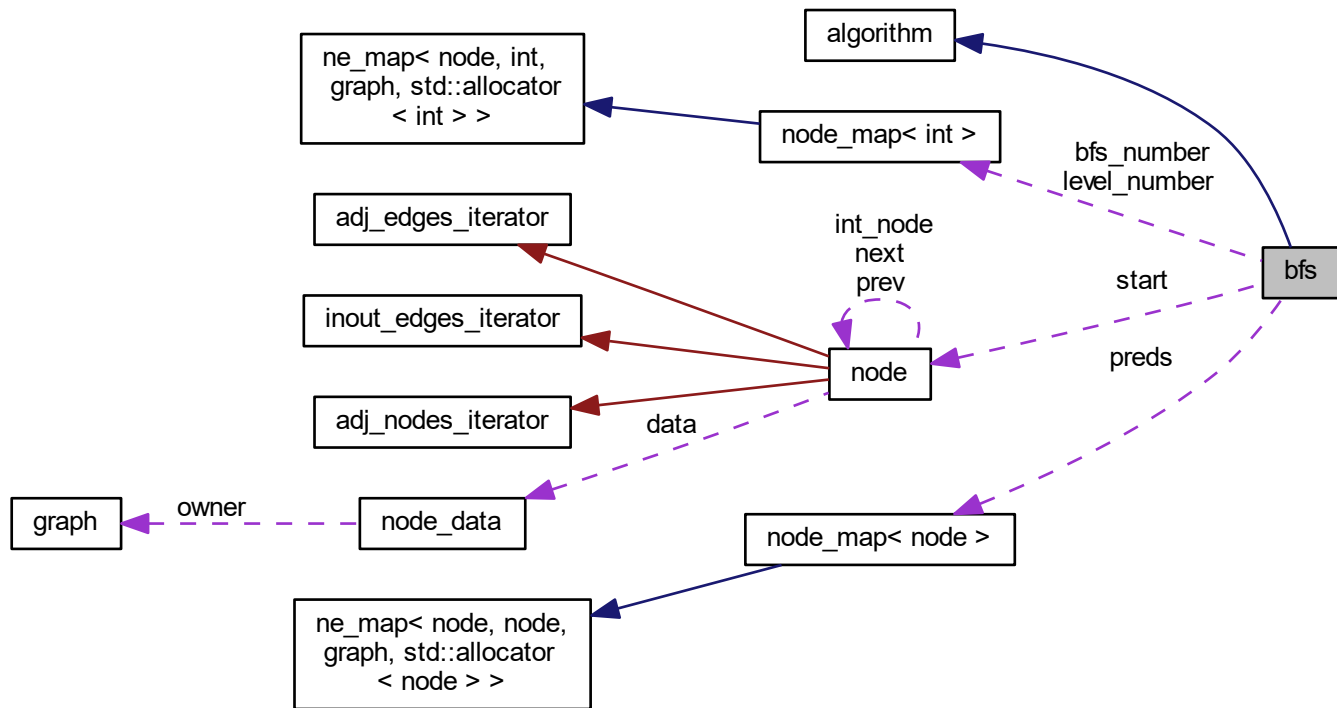 algorithm
ne_map< node, int,
graph, std::allocator
< int > >
node_map< int >
bfs_number
level_number
adj_edges_iterator
int_node
next
prev
bfs
start
inout_edges_iterator
node
preds
adj_nodes_iterator
data
graph
owner
node_data
node_map< node >
ne_map< node, node,
graph, std::allocator
< node > >